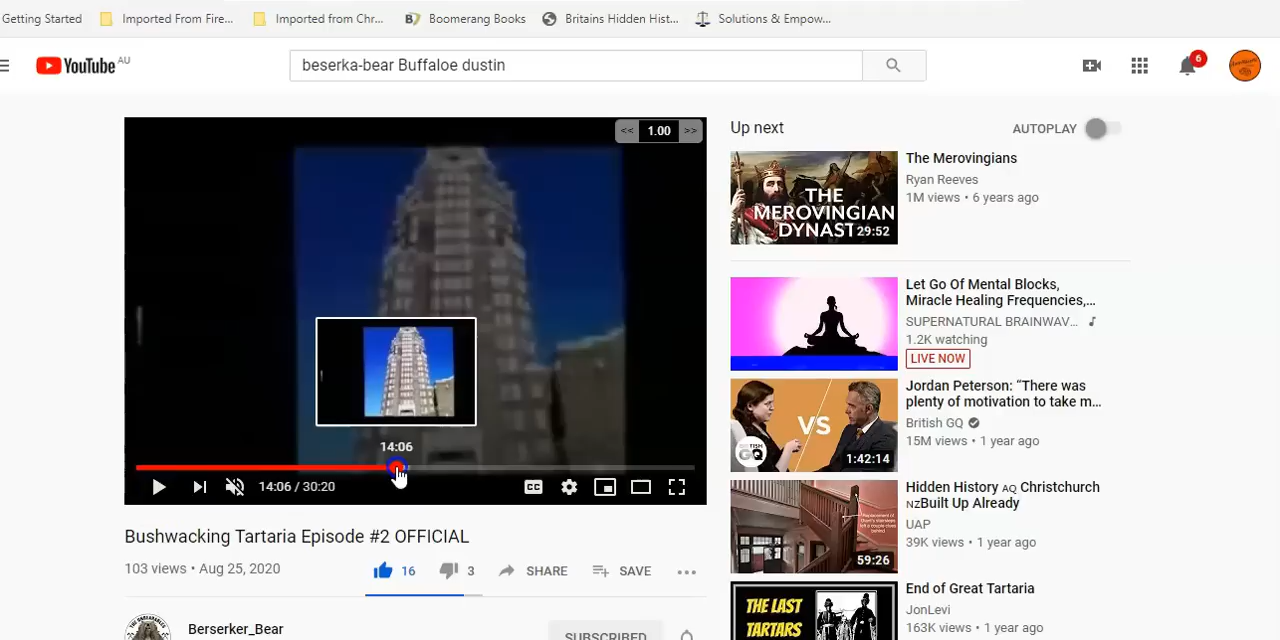 Getting Started
Imported From Fire...
Imported from Chr...
Boomerang Books
Britains Hidden Hist...
Solutions & Empow...
YouTube AU
beserka-bear Buffaloe dustin
6
<< 1.00 >>
14:06
14:06 / 30:20
CC
Bushwacking Tartaria Episode #2 OFFICIAL
103 views • Aug 25, 2020
16
3
SHARE
SAVE
Berserker_Bear
SUBSCRIBED
Up next
AUTOPLAY
THE
MEROVINGIAN
DYNAST
29:52
The Merovingians
Ryan Reeves
1M views • 6 years ago
Let Go Of Mental Blocks,
Miracle Healing Frequencies,...
SUPERNATURAL BRAINWAV...
1.2K watching
LIVE NOW
VS
BRITISH
GQ
1:42:14
Jordan Peterson: “There was
plenty of motivation to take m...
British GQ
15M views • 1 year ago
59:26
Hidden History AQ Christchurch
NZBuilt Up Already
UAP
39K views • 1 year ago
THE LAST
TARTARS
End of Great Tartaria
JonLevi
163K views • 1 year ago